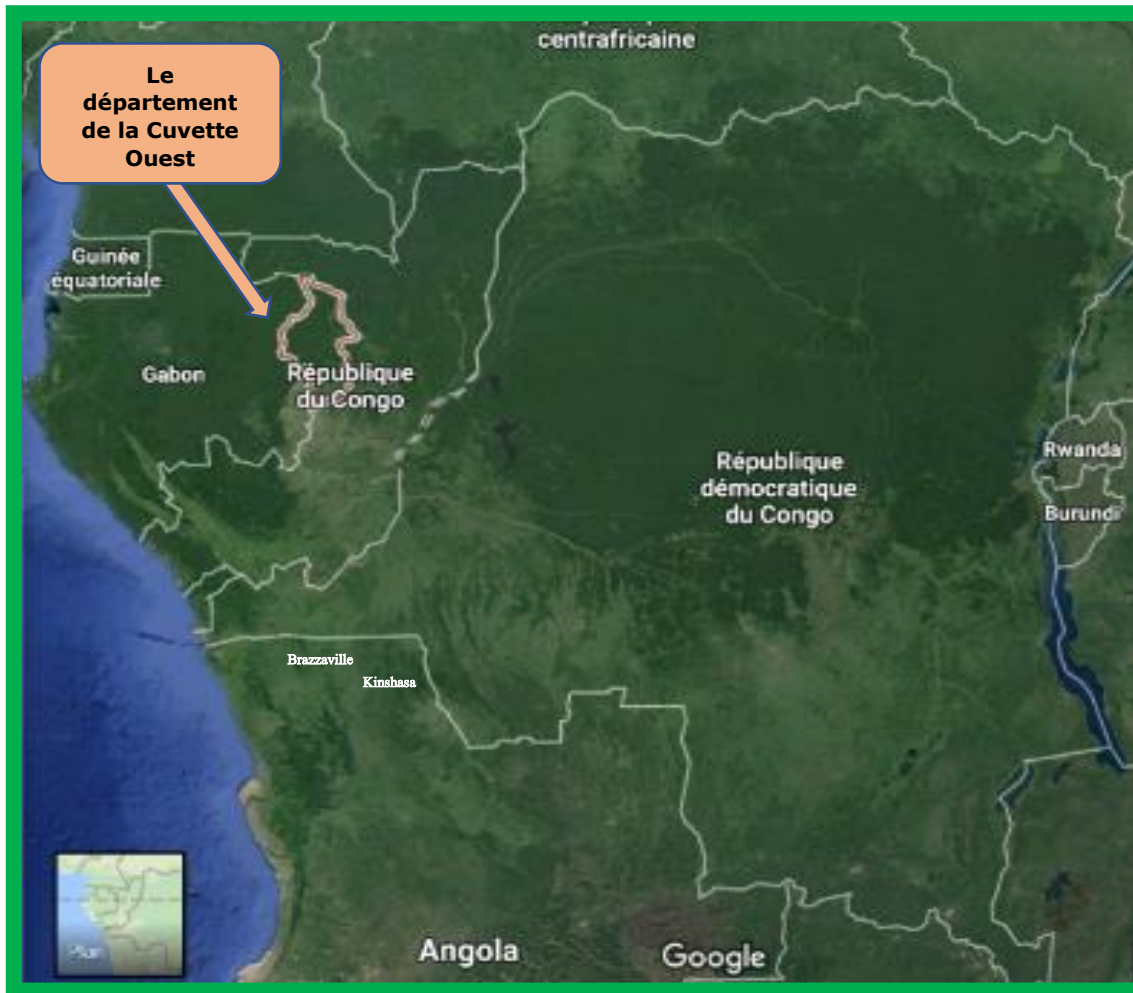 centrafricaine
Le
département
de la Cuvette
Ouest
Guinée
équatoriale
Gabon
République
du Congo
République
démocratique
du Congo
Rwanda
Burundi
Brazzaville
Kinshasa
Angola
Google